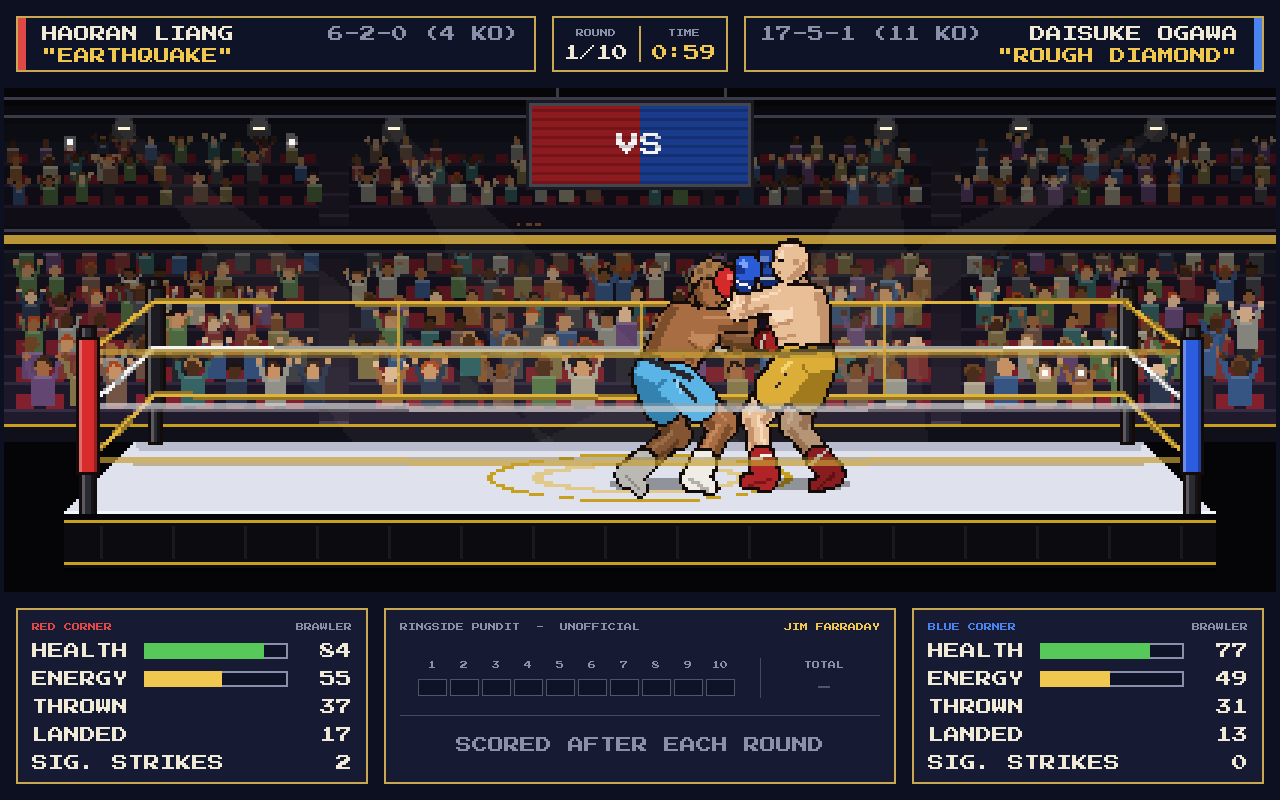 HAORAN LIANG 6-2-0 (4 KO)
"EARTHQUAKE"
ROUND TIME
1/10 0:59
17-5-1 (11 KO) DAISUKE OGAWA
"ROUGH DIAMOND"
VS
RED CORNER BRAWLER
HEALTH 84
ENERGY 55
THROWN 37
LANDED 17
SIG. STRIKES 2
RINGSIDE PUNDIT - UNOFFICIAL JIM FARRADAY
1 2 3 4 5 6 7 8 9 10 TOTAL
—
SCORED AFTER EACH ROUND
BLUE CORNER BRAWLER
HEALTH 77
ENERGY 49
THROWN 31
LANDED 13
SIG. STRIKES 0